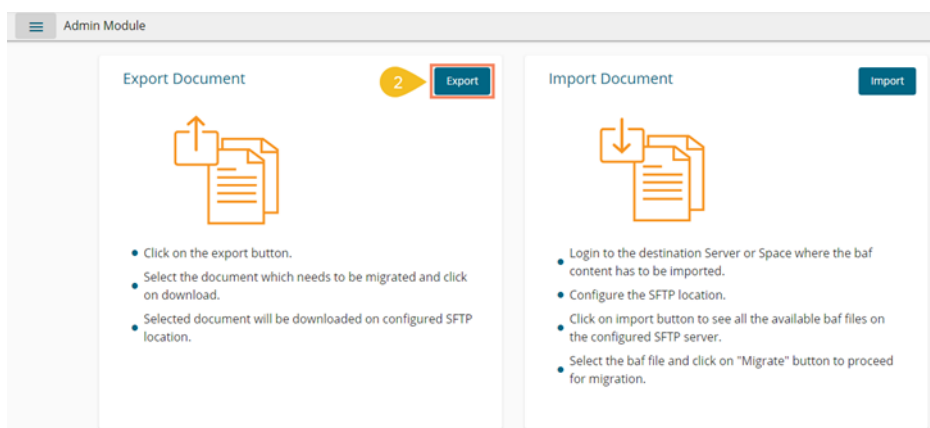 Admin Module
Export Document
2
Export
Click on the export button.
Select the document which needs to be migrated and click
on download.
Selected document will be downloaded on configured SFTP
location.
Import Document
Import
Login to the destination Server or Space where the baf
content has to be imported.
Configure the SFTP location.
Click on import button to see all the available baf files on
the configured SFTP server.
Select the baf file and click on "Migrate" button to proceed
for migration.